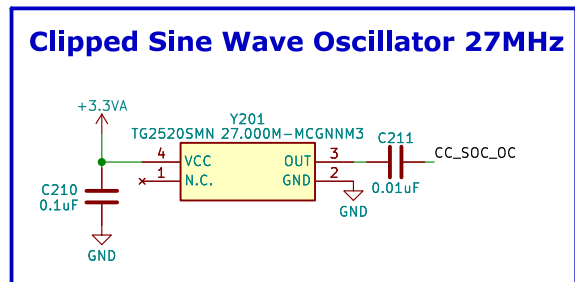 Clipped Sine Wave Oscillator 27MHz
+3.3VA
Y201
TG2520SMN 27.000M-MCGNNM3
C211
4
VCC
OUT
3
CC_SOC_OC
1
N.C.
GND
2
0.01uF
C210
0.1uF
GND
GND